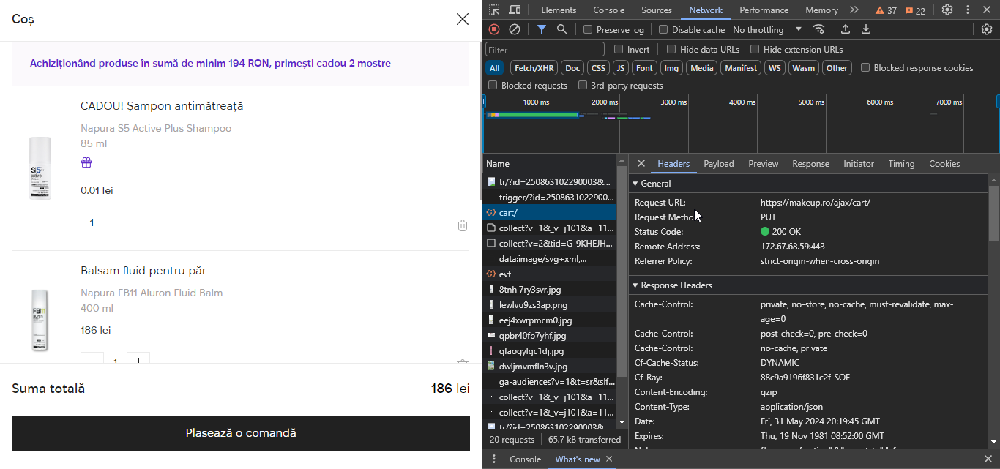 Coș
Achiziționând produse în sumă de minim 194 RON, primești cadou 2 mostre
CADOU! Șampon antimătreață
Napura S5 Active Plus Shampoo
85 ml
0.01 lei
1
Balsam fluid pentru păr
Napura FB11 Aluron Fluid Balm
400 ml
186 lei
1
Suma totală
186 lei
Plasează o comandă
Elements Console Sources Network Performance Memory 37 22
Preserve log Disable cache No throttling
Filter Invert Hide data URLs Hide extension URLs
All Fetch/XHR Doc CSS JS Font Img Media Manifest WS Wasm Other Blocked response cookies
Blocked requests 3rd-party requests
1000 ms 2000 ms 3000 ms 4000 ms 5000 ms 6000 ms 7000 ms
Name
tr/?id=250863102290003&...
trigger/?id=2508631022900...
cart/
collect?v=1&_v=j101&a=11...
collect?v=2&tid=G-9KHEJH...
data:image/svg+xml,...
evt
8tnhl7ry3svr.jpg
lewlvu9zs3ap.png
eej4xwrpmcm0.jpg
qpbr40fp7yhf.jpg
qfaogylgc1dj.jpg
dwljmvmfln3v.jpg
ga-audiences?v=1&t=sr&slf...
collect?v=1&_v=j101&a=11...
collect?v=1&_v=j101&a=11...
tr/?id=250863102290003&
20 requests 65.7 kB transferred
Headers Payload Preview Response Initiator Timing Cookies
General
Request URL: https://makeup.ro/ajax/cart/
Request Metho PUT
Status Code: 200 OK
Remote Address: 172.67.68.59:443
Referrer Policy: strict-origin-when-cross-origin
Response Headers
Cache-Control: private, no-store, no-cache, must-revalidate, max-
age=0
Cache-Control: post-check=0, pre-check=0
Cache-Control: no-cache, private
Cf-Cache-Status: DYNAMIC
Cf-Ray: 88c9a9196f831c2f-SOF
Content-Encoding: gzip
Content-Type: application/json
Date: Fri, 31 May 2024 20:19:45 GMT
Expires: Thu, 19 Nov 1981 08:52:00 GMT
Console What's new